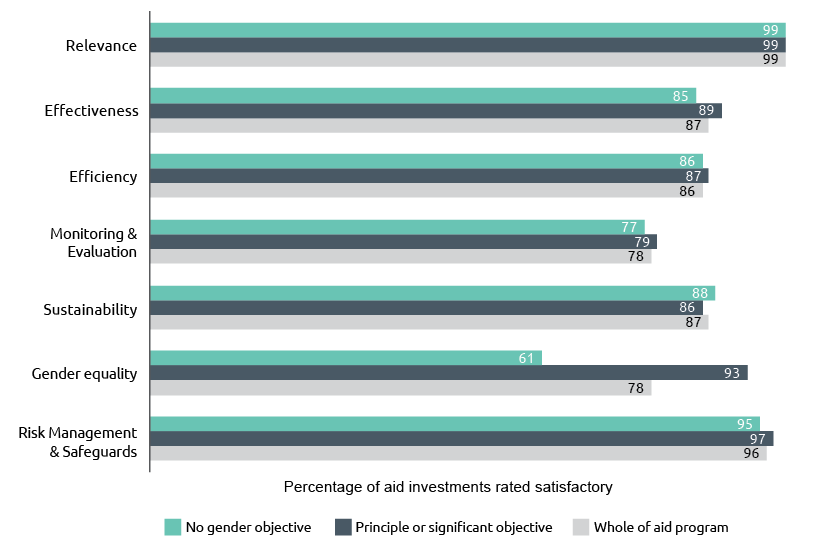 Relevance
99
99
99
Effectiveness
85
89
87
Efficiency
86
87
86
Monitoring &
Evaluation
77
79
78
Sustainability
88
86
87
Gender equality
61
93
78
Risk Management
& Safeguards
95
97
96
Percentage of aid investments rated satisfactory
No gender objective
Principle or significant objective
Whole of aid program